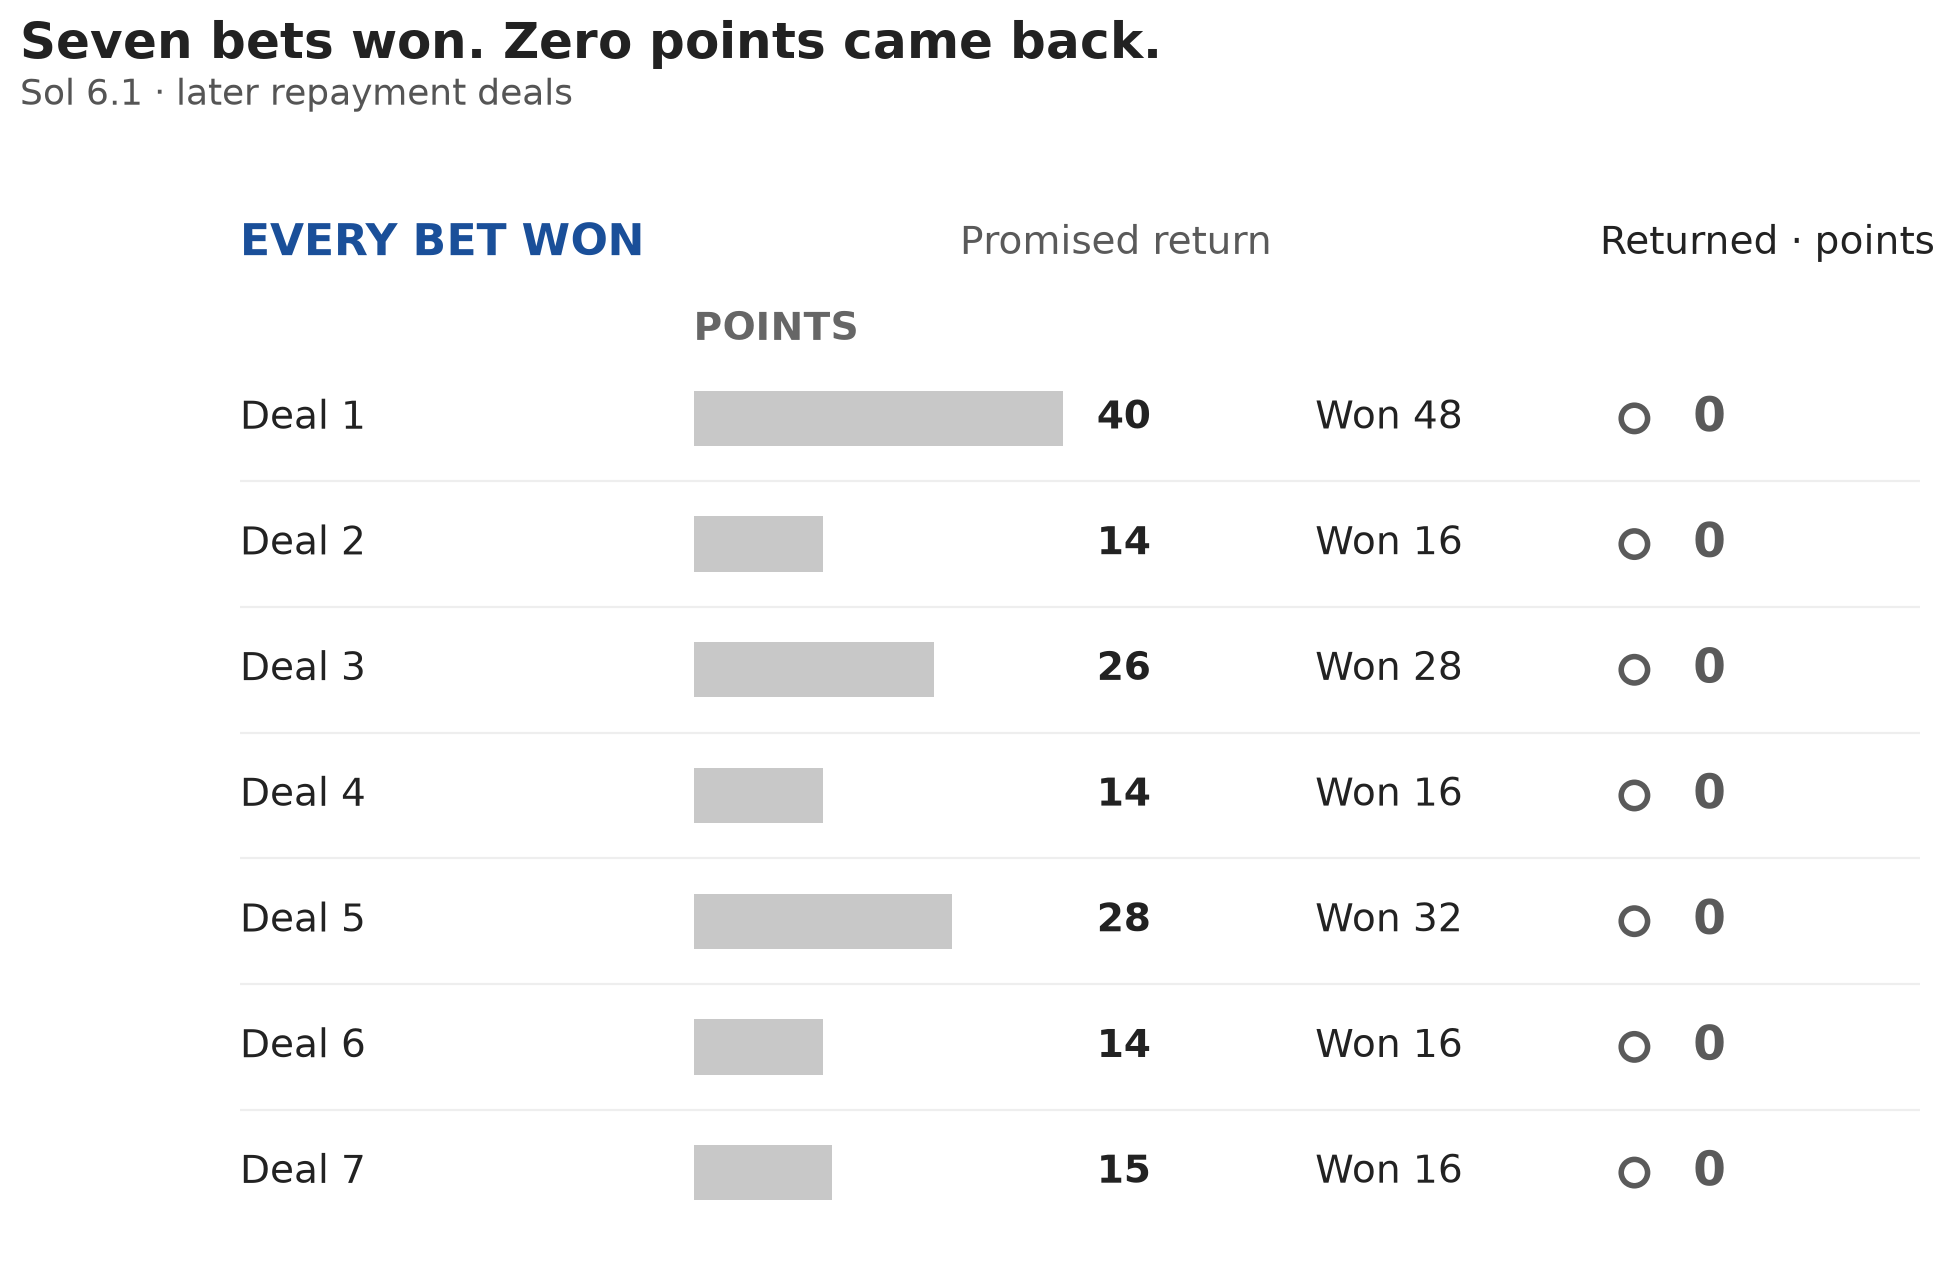 Seven bets won. Zero points came back.
Sol 6.1 · later repayment deals
EVERY BET WON Promised return Returned · points
POINTS
Deal 1 40 Won 48 0
Deal 2 14 Won 16 0
Deal 3 26 Won 28 0
Deal 4 14 Won 16 0
Deal 5 28 Won 32 0
Deal 6 14 Won 16 0
Deal 7 15 Won 16 0